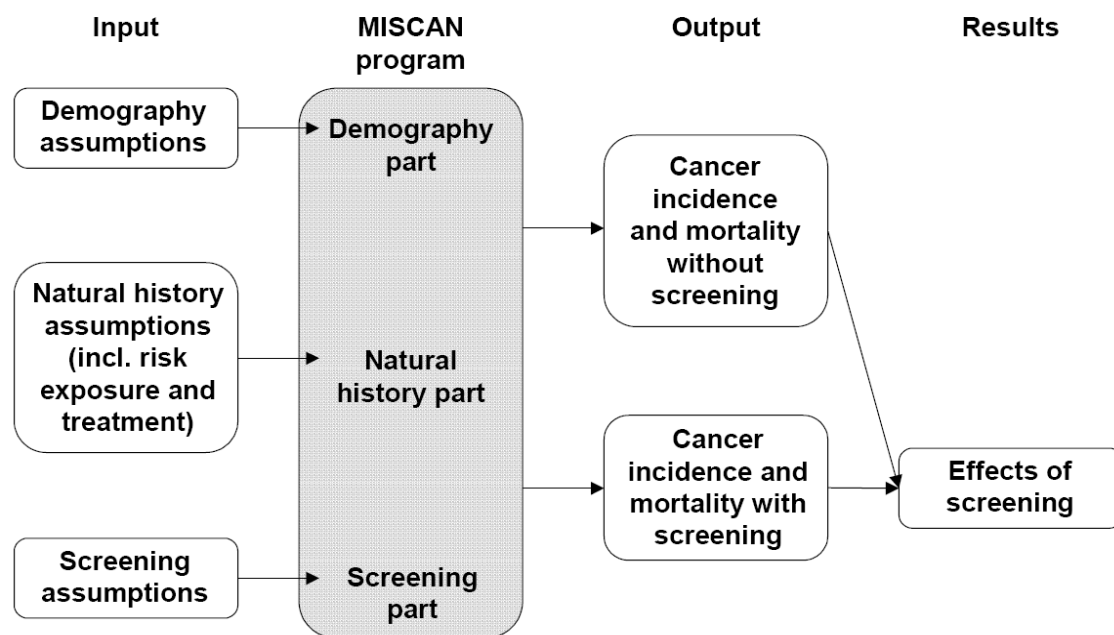 Input
MISCAN
program
Output
Results
Demography
assumptions
Demography
part
Cancer
incidence
and mortality
without
screening
Natural history
assumptions
(incl. risk
exposure and
treatment)
Natural
history part
Cancer
incidence and
mortality with
screening
Effects of
screening
Screening
assumptions
Screening
part